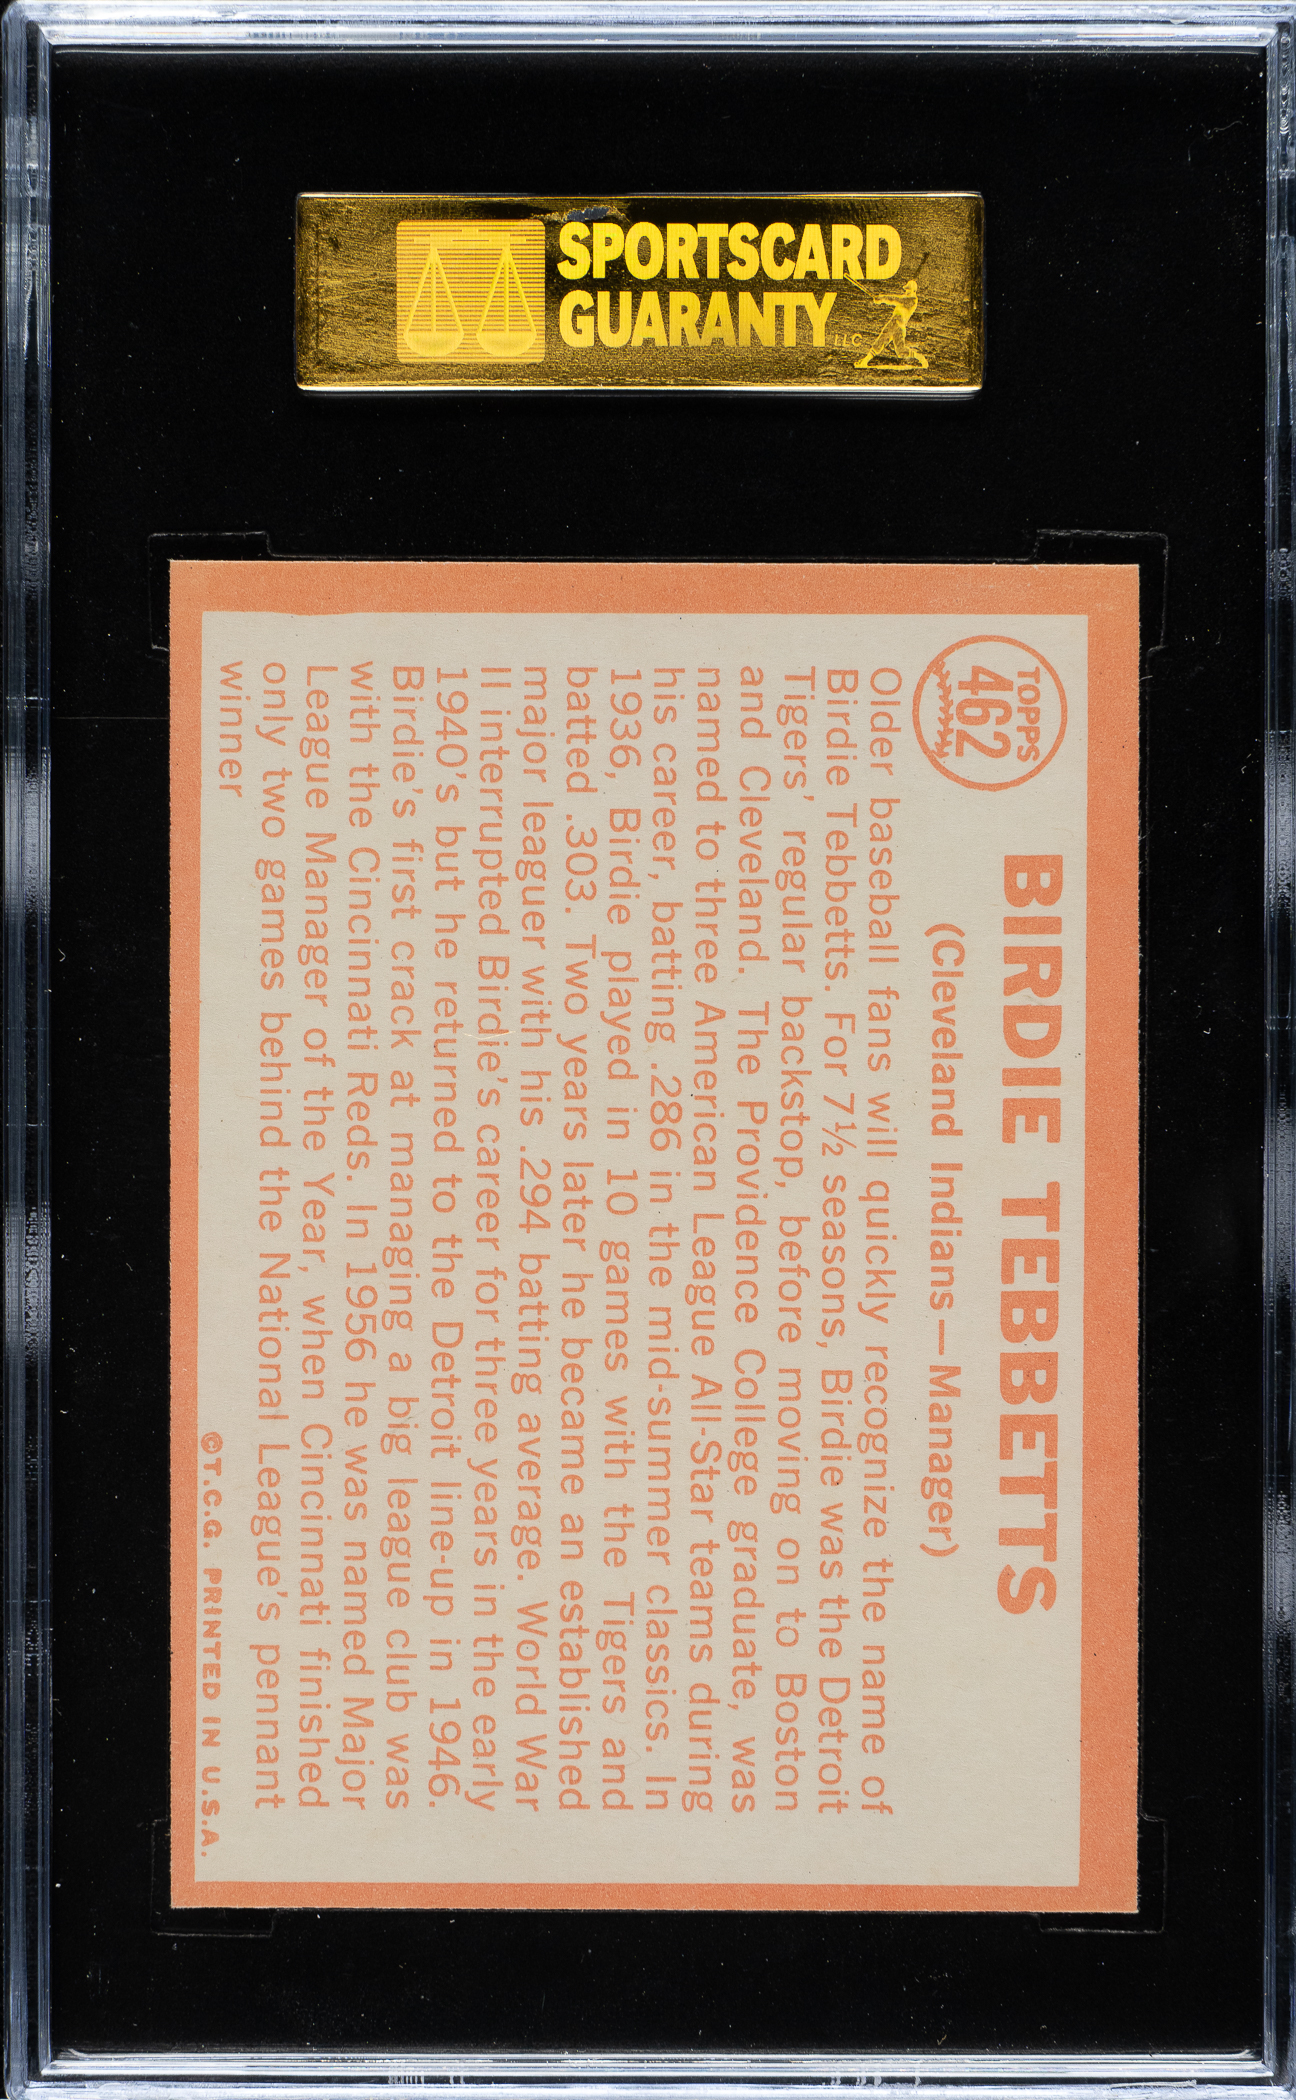 SPORTSCARD
GUARANTY LLC
TOPPS
462
BIRDIE TEBBETTS
(Cleveland Indians—Manager)
Older baseball fans will quickly recognize the name of
Birdie Tebbetts. For 7½ seasons, Birdie was the Detroit
Tigers' regular backstop, before moving on to Boston
and Cleveland. The Providence College graduate, was
named to three American League All-Star teams during
his career, batting .286 in the mid-summer classics. In
1936, Birdie played in 10 games with the Tigers and
batted .303. Two years later he became an established
major leaguer with his .294 batting average. World War
II interrupted Birdie's career for three years in the early
1940's but he returned to the Detroit line-up in 1946.
Birdie's first crack at managing a big league club was
with the Cincinnati Reds. In 1956 he was named Major
League Manager of the Year, when Cincinnati finished
only two games behind the National League's pennant
winner
©T.C.G. PRINTED IN U.S.A.